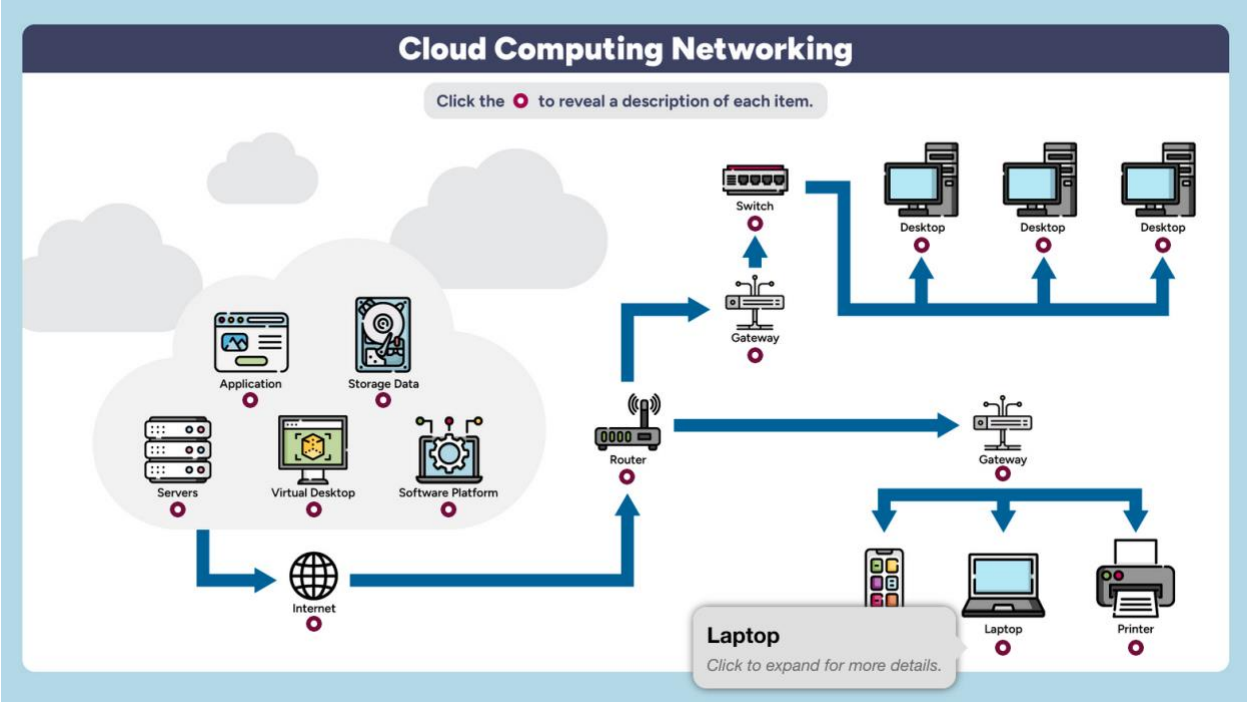 Cloud Computing Networking
Click the to reveal a description of each item.
Switch
Desktop
Desktop
Desktop
Gateway
Application
Storage Data
Router
Gateway
Servers
Virtual Desktop
Software Platform
Internet
Laptop
Printer
Laptop
Click to expand for more details.